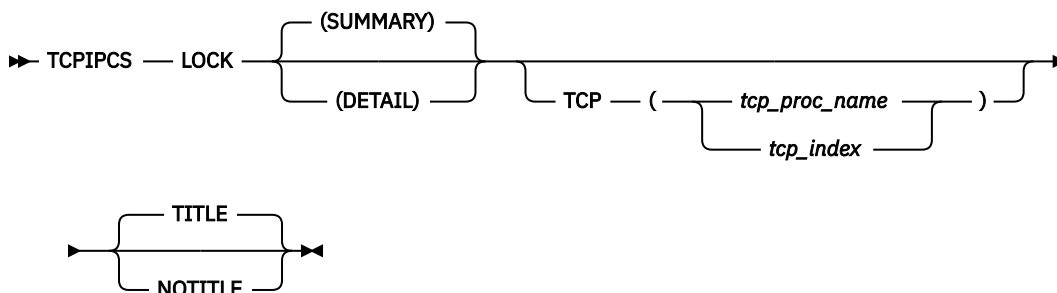 (SUMMARY)
TCPIPCS LOCK
(DETAIL) TCP ( tcp_proc_name )
tcp_index
TITLE
NOTITLE